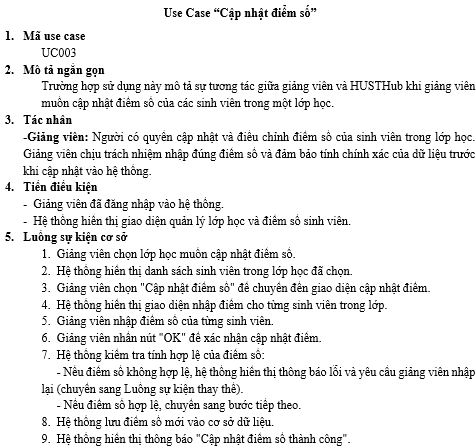 Use Case “Cập nhật điểm số”
1. Mã use case
UC003
2. Mô tả ngắn gọn
Trường hợp sử dụng này mô tả sự tương tác giữa giảng viên và HUSTHub khi giảng viên
muốn cập nhật điểm số của các sinh viên trong một lớp học.
3. Tác nhân
-Giảng viên: Người có quyền cập nhật và điều chỉnh điểm số của sinh viên trong lớp học.
Giảng viên chịu trách nhiệm nhập đúng điểm số và đảm bảo tính chính xác của dữ liệu trước
khi cập nhật vào hệ thống.
4. Tiền điều kiện
- Giảng viên đã đăng nhập vào hệ thống.
- Hệ thống hiển thị giao diện quản lý lớp học và điểm số sinh viên.
5. Luồng sự kiện cơ sở
1. Giảng viên chọn lớp học muốn cập nhật điểm số.
2. Hệ thống hiển thị danh sách sinh viên trong lớp học đã chọn.
3. Giảng viên chọn "Cập nhật điểm số" để chuyển đến giao diện cập nhật điểm.
4. Hệ thống hiển thị giao diện nhập điểm cho từng sinh viên trong lớp.
5. Giảng viên nhập điểm số của từng sinh viên.
6. Giảng viên nhấn nút "OK" để xác nhận cập nhật điểm.
7. Hệ thống kiểm tra tính hợp lệ của điểm số:
- Nếu điểm số không hợp lệ, hệ thống hiển thị thông báo lỗi và yêu cầu giảng viên nhập
lại (chuyển sang Luồng sự kiện thay thế).
- Nếu điểm số hợp lệ, chuyển sang bước tiếp theo.
8. Hệ thống lưu điểm số mới vào cơ sở dữ liệu.
9. Hệ thống hiển thị thông báo "Cập nhật điểm số thành công".